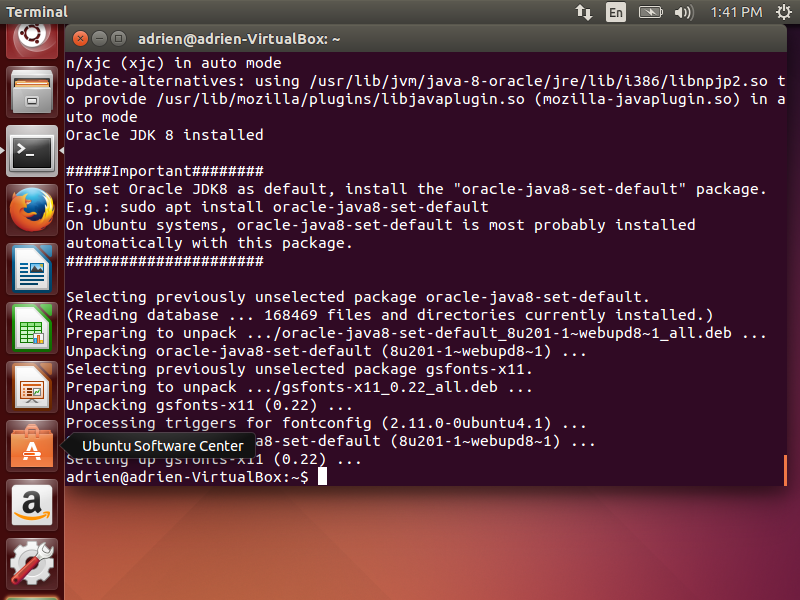 Terminal
En
1:41 PM
adrien@adrien-VirtualBox: ~
n/xjc (xjc) in auto mode
update-alternatives: using /usr/lib/jvm/java-8-oracle/jre/lib/i386/libnpjp2.so t
o provide /usr/lib/mozilla/plugins/libjavaplugin.so (mozilla-javaplugin.so) in a
uto mode
Oracle JDK 8 installed
#####Important########
To set Oracle JDK8 as default, install the "oracle-java8-set-default" package.
E.g.: sudo apt install oracle-java8-set-default
On Ubuntu systems, oracle-java8-set-default is most probably installed
automatically with this package.
######################
Selecting previously unselected package oracle-java8-set-default.
(Reading database ... 168469 files and directories currently installed.)
Preparing to unpack .../oracle-java8-set-default_8u201-1~webupd8~1_all.deb ...
Unpacking oracle-java8-set-default (8u201-1~webupd8~1) ...
Selecting previously unselected package gsfonts-x11.
Preparing to unpack .../gsfonts-x11_0.22_all.deb ...
Unpacking gsfonts-x11 (0.22) ...
Processing triggers for fontconfig (2.11.0-0ubuntu4.1) ...
Ubuntu Software Center
a8-set-default (8u201-1~webupd8~1) ...
Setting up gsfonts-x11 (0.22) ...
adrien@adrien-VirtualBox:~$